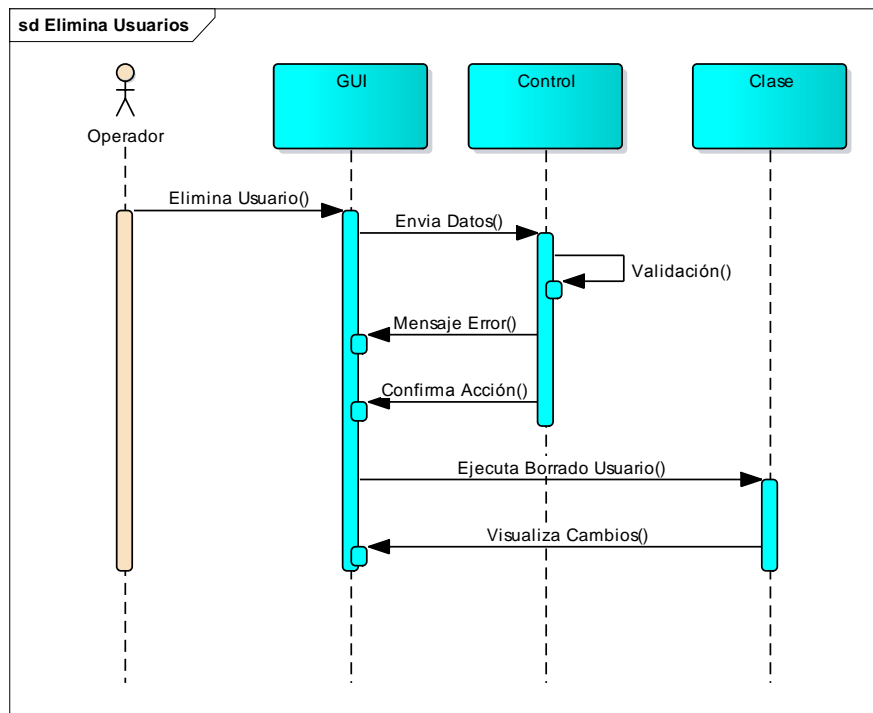 sd Elimina Usuarios
GUI
Control
Clase
Operador
Elimina Usuario()
Envia Datos()
Validación()
Mensaje Error()
Confirma Acción()
Ejecuta Borrado Usuario()
Visualiza Cambios()